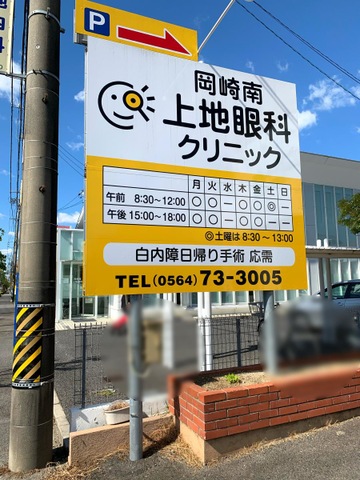 P
岡崎南
上地眼科
クリニック
月 火 水 木 金 土 日
午前 8:30~12:00 ○ ○ － ○ ○ ◎ －
午後 15:00~18:00 ○ ○ － ○ ○ － －
◎土曜は 8:30 ~ 13:00
白内障日帰り手術 応需
TEL(0564)73-3005